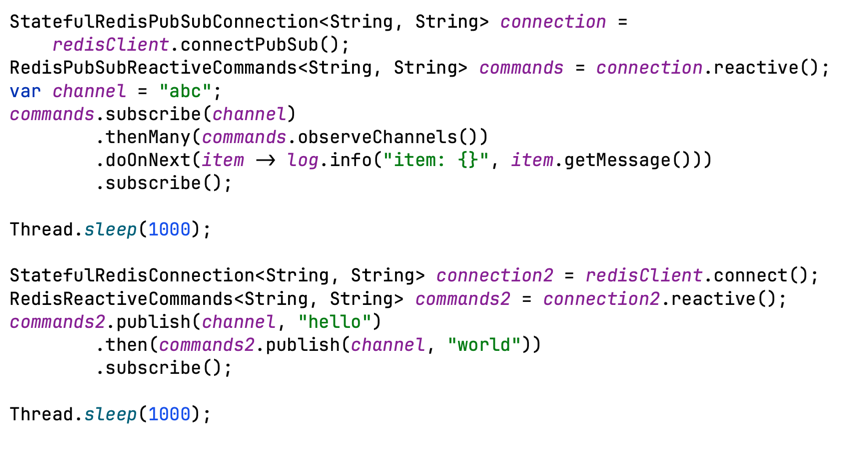 StatefulRedisPubSubConnection<String, String> connection =
    redisClient.connectPubSub();
RedisPubSubReactiveCommands<String, String> commands = connection.reactive();
var channel = "abc";
commands.subscribe(channel)
        .thenMany(commands.observeChannels())
        .doOnNext(item -> log.info("item: {}", item.getMessage()))
        .subscribe();

Thread.sleep(1000);

StatefulRedisConnection<String, String> connection2 = redisClient.connect();
RedisReactiveCommands<String, String> commands2 = connection2.reactive();
commands2.publish(channel, "hello")
        .then(commands2.publish(channel, "world"))
        .subscribe();

Thread.sleep(1000);